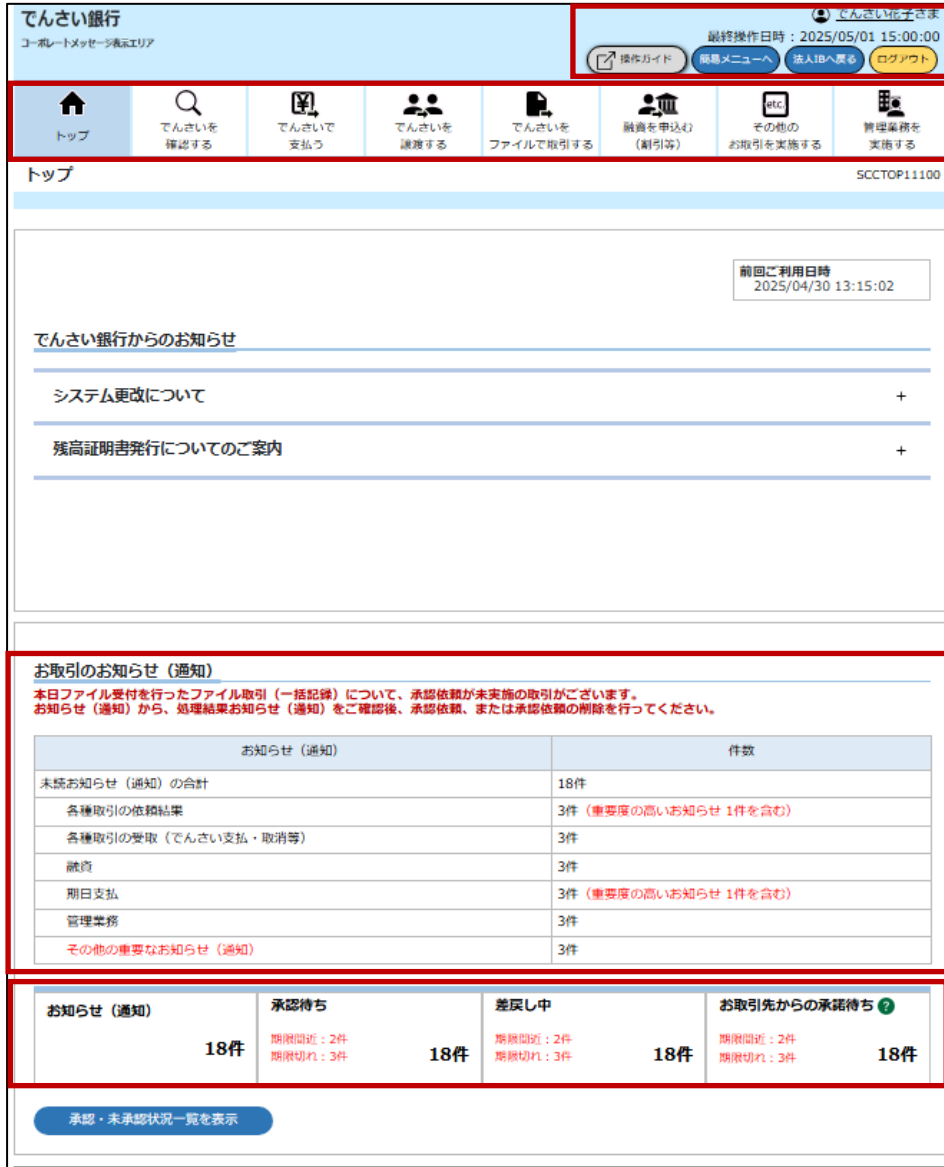 でんさい銀行
コーポレートメッセージ表示エリア
でんさい花子さま
最終操作日時：2025/05/01 15:00:00
操作ガイド 簡易メニューへ 法人IBへ戻る ログアウト
トップ
でんさいを
確認する
でんさいで
支払う
でんさいを
譲渡する
でんさいを
ファイルで取引する
融資を申込む
（割引等）
etc.
その他の
お取引を実施する
管理業務を
実施する
トップ SCCTOP11100
前回ご利用日時
2025/04/30 13:15:02
でんさい銀行からのお知らせ
システム更改について +
残高証明書発行についてのご案内 +
お取引のお知らせ（通知）
本日ファイル受付を行ったファイル取引（一括記録）について、承認依頼が未実施の取引がございます。
お知らせ（通知）から、処理結果お知らせ（通知）をご確認後、承認依頼、または承認依頼の削除を行ってください。
お知らせ（通知） 件数
未読お知らせ（通知）の合計 18件
各種取引の依頼結果 3件（重要度の高いお知らせ 1件を含む）
各種取引の受取（でんさい支払・取消等） 3件
融資 3件
期日支払 3件（重要度の高いお知らせ 1件を含む）
管理業務 3件
その他の重要なお知らせ（通知） 3件
お知らせ（通知）
18件
承認待ち
期限間近：2件
期限切れ：3件 18件
差戻し中
期限間近：2件
期限切れ：3件 18件
お取引先からの承諾待ち ?
期限間近：2件
期限切れ：3件 18件
承認・未承認状況一覧を表示